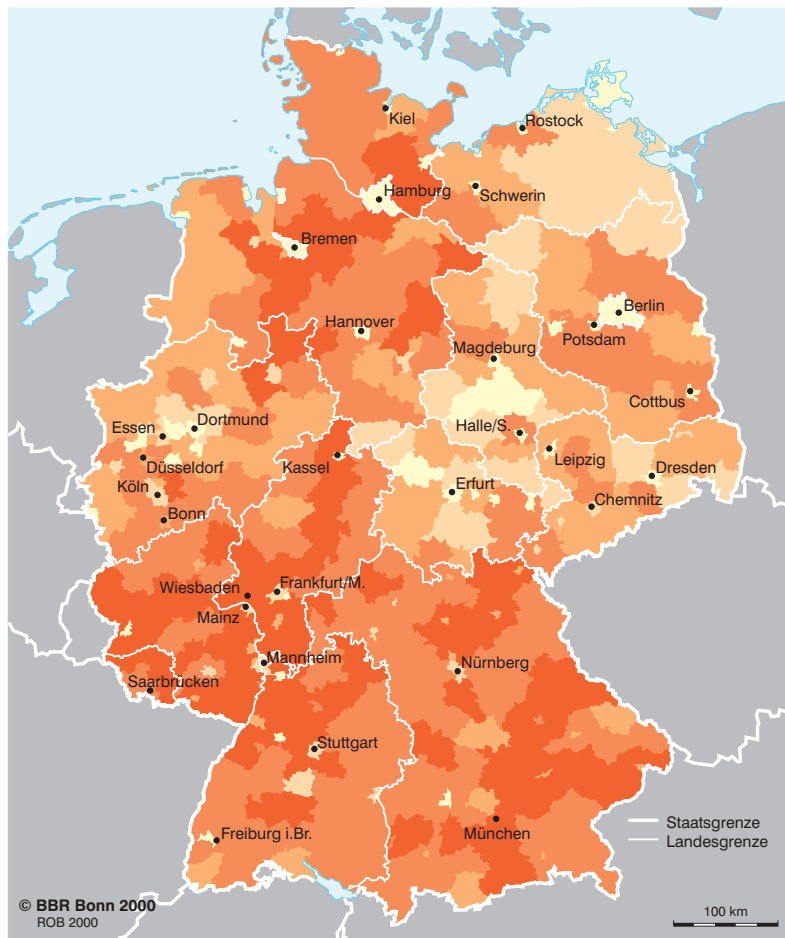 Kiel
Rostock
Hamburg
Schwerin
Bremen
Berlin
Hannover
Potsdam
Magdeburg
Cottbus
Dortmund
Essen
Halle/S.
Düsseldorf
Kassel
Leipzig
Dresden
Köln
Erfurt
Chemnitz
Bonn
Wiesbaden
Frankfurt/M.
Mainz
Mannheim
Nürnberg
Saarbrücken
Stuttgart
München
Freiburg i.Br.
Staatsgrenze
Landesgrenze
© BBR Bonn 2000
ROB 2000
100 km